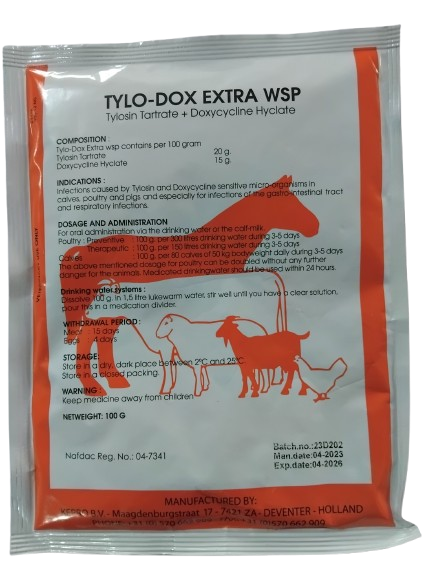 TYLO-DOX EXTRA WSP
Tylosin Tartrate + Doxycycline Hyclate
COMPOSITION :
Tylo-Dox Extra wsp contains per 100 gram
Tylosin Tartrate 20 g.
Doxycycline Hyclate 15 g.
INDICATIONS :
Infections caused by Tylosin and Doxycycline sensitive micro-organisms in
calves, poultry and pigs and especially for infections of the gastro-intestinal tract
and respiratory infections.
DOSAGE AND ADMINISTRATION
For oral administration via the drinking water or the calf-milk.
Poultry : Preventive : 100 g. per 300 litres drinking water during 3-5 days
Therapeutic : 100 g. per 150 litres drinking water during 3-5 days
Calves : 100 g. per 80 calves of 50 kg bodyweight daily during 3-5 days
The above mentioned dosage for poultry can be doubled without any further
danger for the animals. Medicated drinkingwater should be used within 24 hours.
Drinking water systems :
Dissolve 100 g. in 1,5 litre lukewarm water, stir well until you have a clear solution,
pour this in a medication divider.
WITHDRAWAL PERIOD :
Meat : 15 days
Eggs : 4 days
STORAGE:
Store in a dry, dark place between 2°C and 25°C
Store in a closed packing.
WARNING :
Keep medicine away from children
NETWEIGHT: 100 G
Nafdac Reg. No.: 04-7341
Batch.no.:23D202
Man.date:04-2023
Exp.date:04-2026
MANUFACTURED BY:
KEPRO B.V - Maagdenburgstraat 17 - 7421 ZA - DEVENTER - HOLLAND